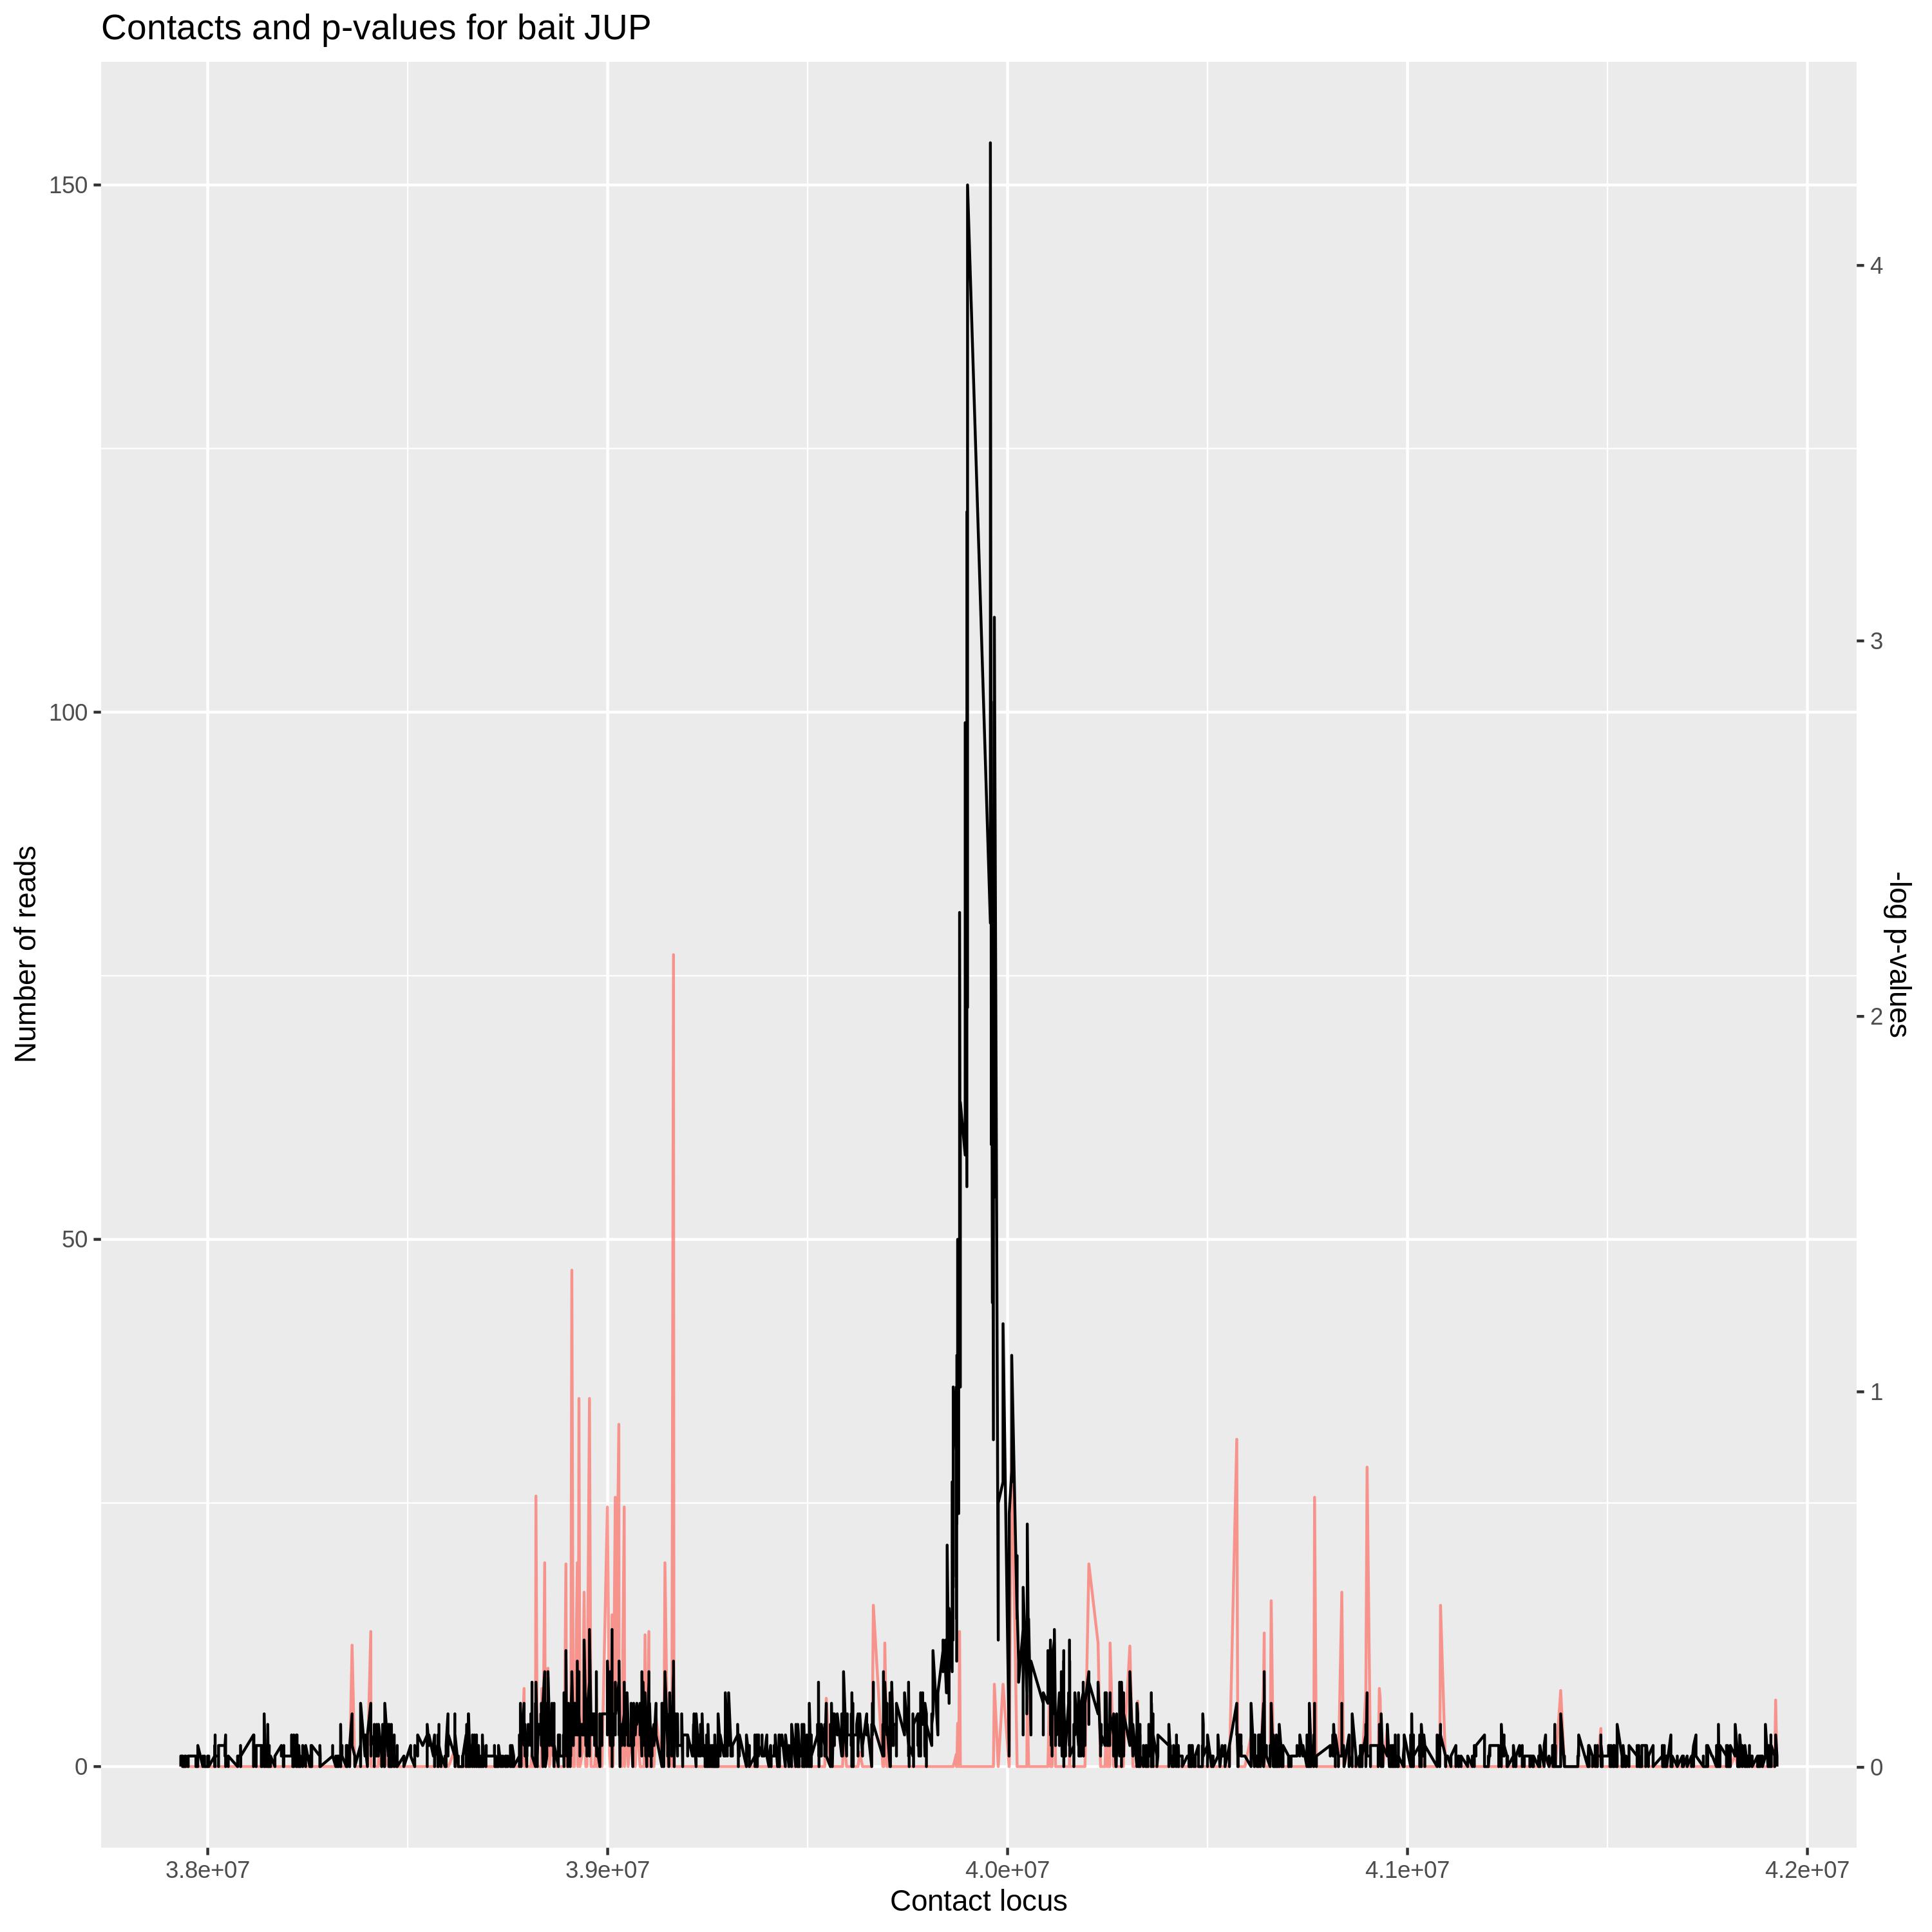 Contacts and p-values for bait JUP
150
100
50
0
Number of reads
4
3
2
1
0
-log p-values
3.8e+07
3.9e+07
4.0e+07
4.1e+07
4.2e+07
Contact locus